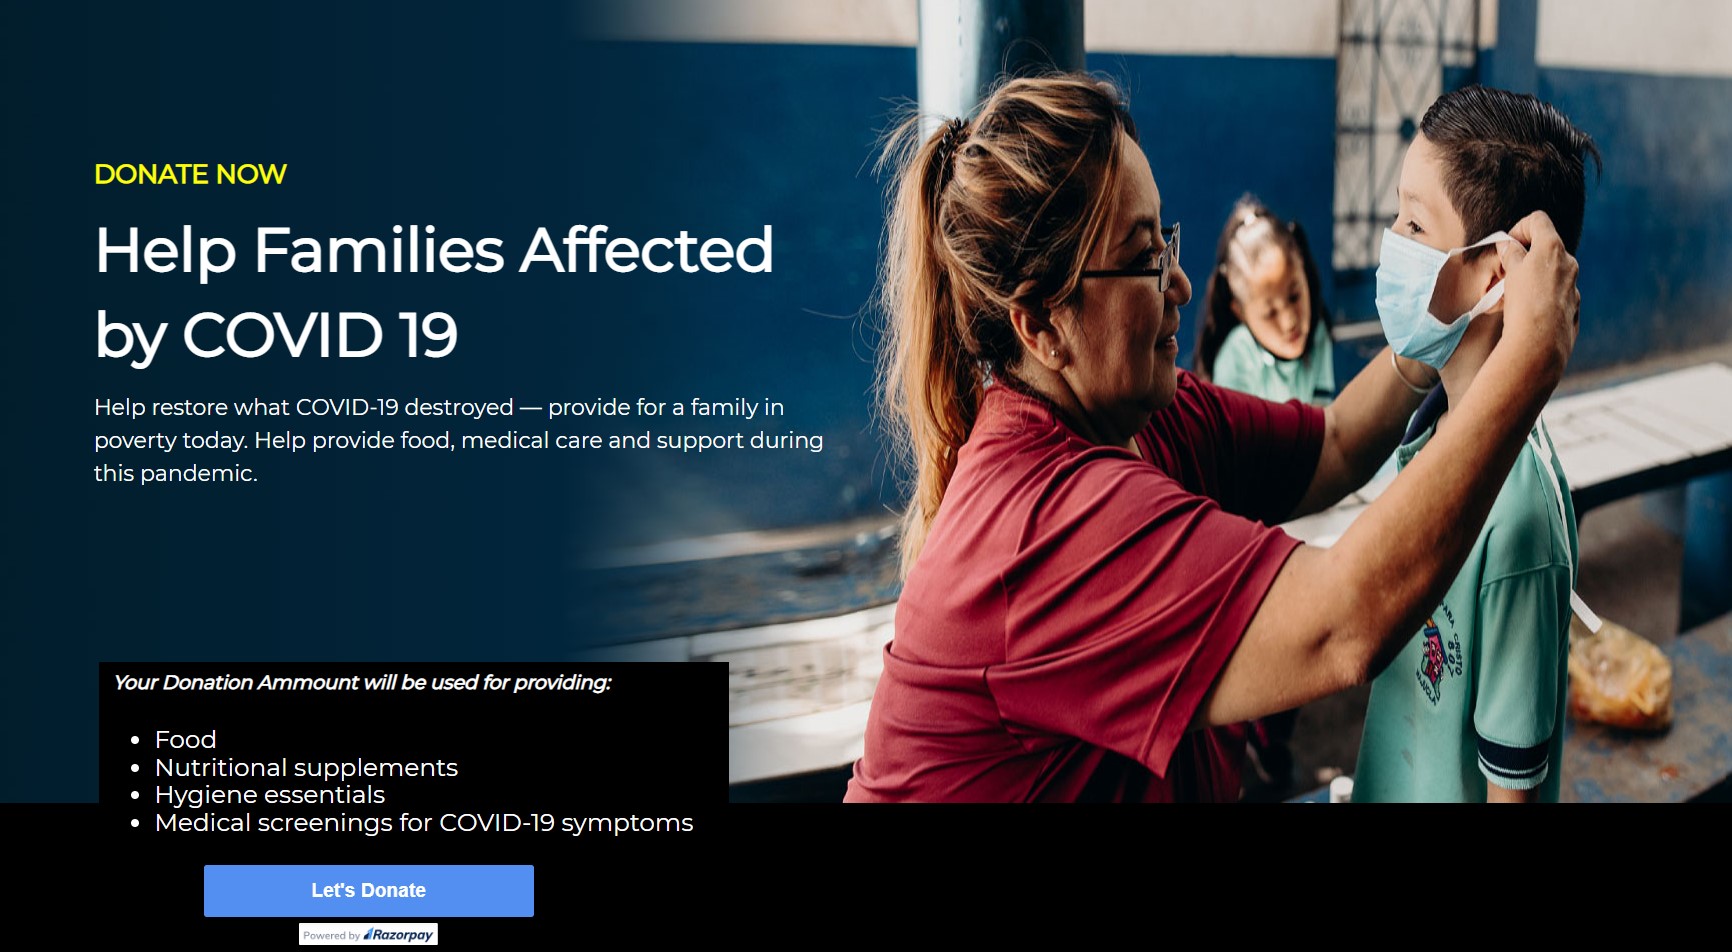 DONATE NOW
Help Families Affected
by COVID 19
Help restore what COVID-19 destroyed — provide for a family in
poverty today. Help provide food, medical care and support during
this pandemic.
Your Donation Ammount will be used for providing:
• Food
• Nutritional supplements
• Hygiene essentials
• Medical screenings for COVID-19 symptoms
Let's Donate
Powered by Razorpay